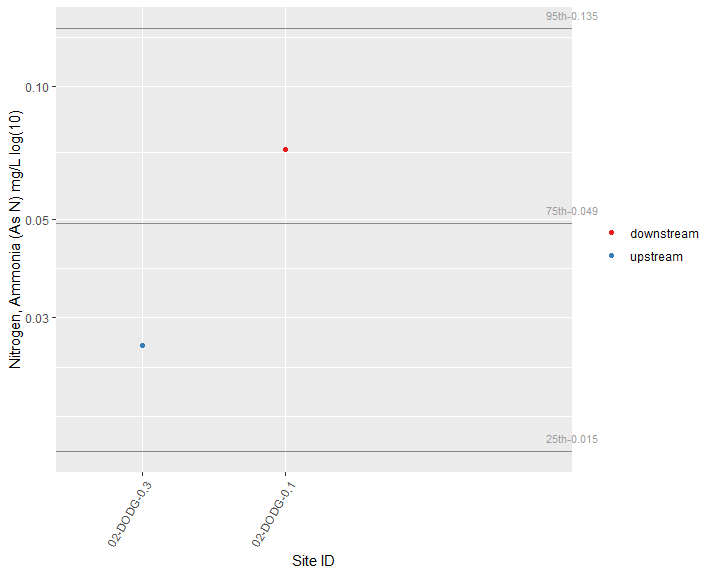 95th-0.135
0.10
75th-0.049
0.05
0.03
25th-0.015
Nitrogen, Ammonia (As N) mg/L log(10)
02-DODG-0.3
02-DODG-0.1
Site ID
downstream
upstream